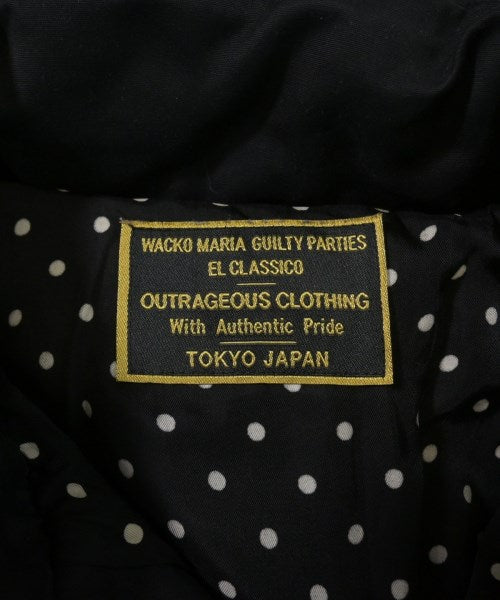 WACKO MARIA GUILTY PARTIES
EL CLASSICO
OUTRAGEOUS CLOTHING
With Authentic Pride
TOKYO JAPAN